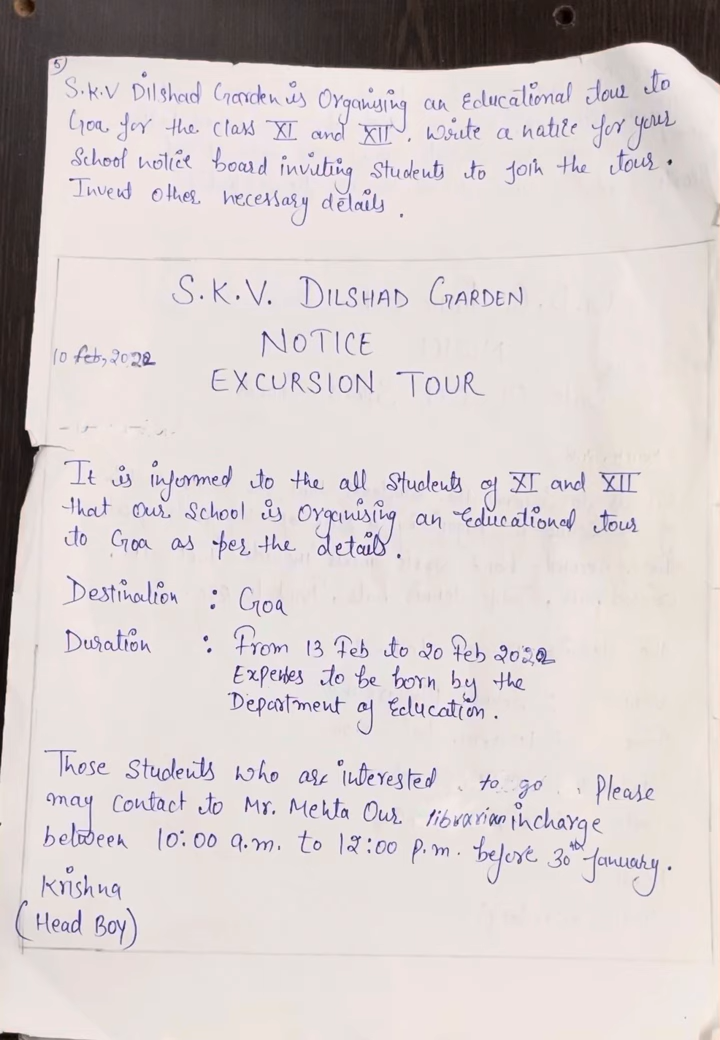 5)
S.K.V Dilshad Garden is Organising an Educational tour to
Goa for the class XI and XII. Write a notice for your
School notice board inviting Students to join the tour.
Invent other necessary details.
S.K.V. DILSHAD GARDEN
NOTICE
10 Feb, 2022
EXCURSION TOUR
It is informed to the all Students of XI and XII
that our School is Organising an Educational tour
to Goa as per the details.
Destination : Goa
Duration : From 13 Feb to 20 Feb 2022
Expenses to be born by the
Department of Education.
Those Students who are interested to go. Please
may contact to Mr. Mehta Our librarian incharge
between 10:00 a.m. to 12:00 p.m. before 30th January.
Krishna
(Head Boy)